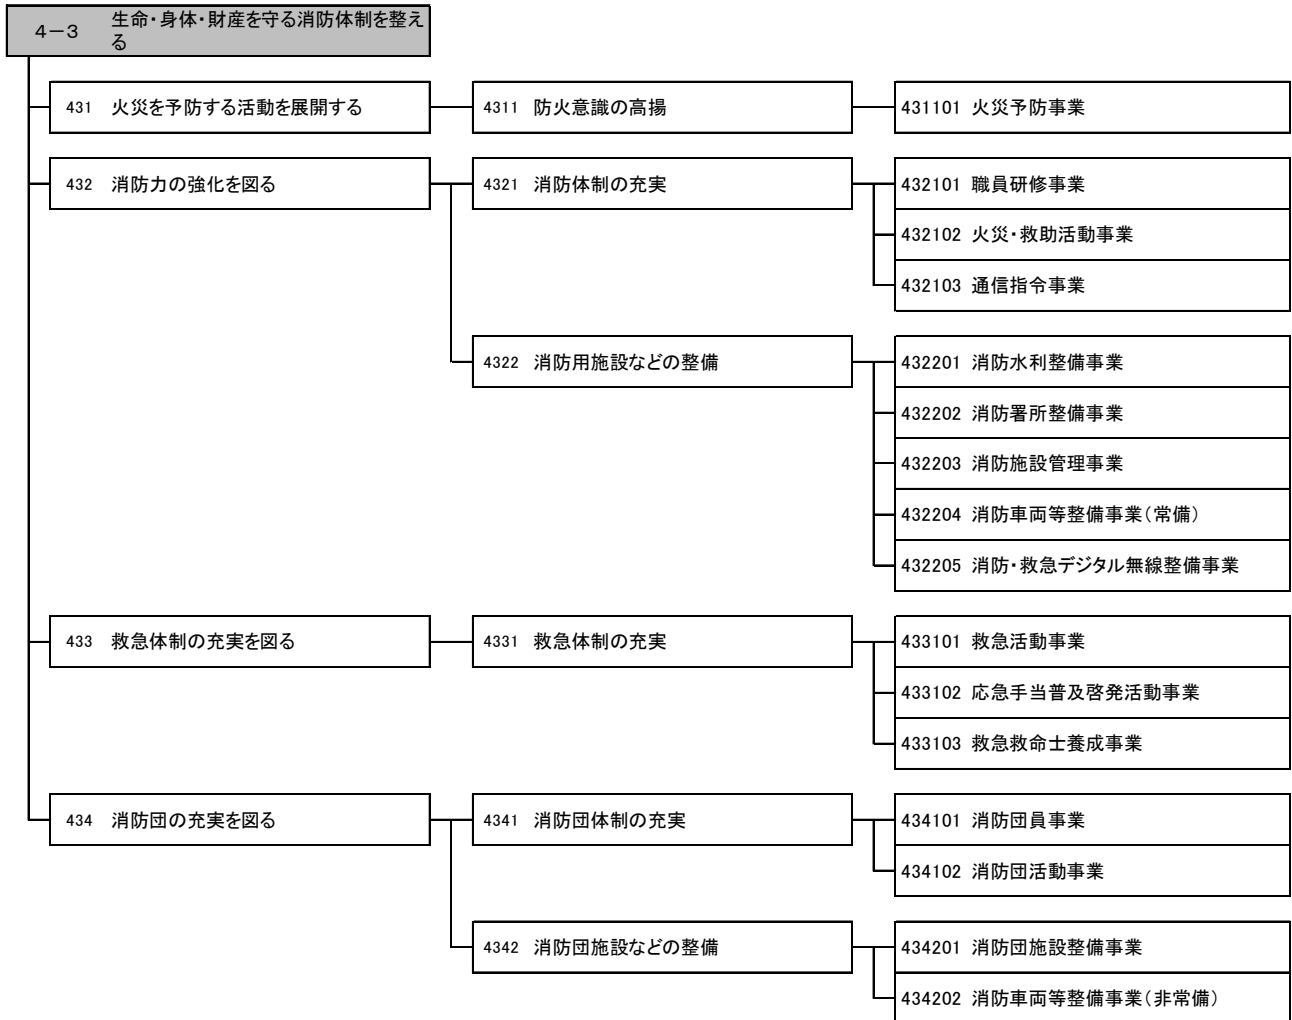 4－3 生命・身体・財産を守る消防体制を整え
る
431 火災を予防する活動を展開する 4311 防火意識の高揚 431101 火災予防事業
432 消防力の強化を図る 4321 消防体制の充実 432101 職員研修事業
432102 火災・救助活動事業
432103 通信指令事業
4322 消防用施設などの整備 432201 消防水利整備事業
432202 消防署所整備事業
432203 消防施設管理事業
432204 消防車両等整備事業（常備）
432205 消防・救急デジタル無線整備事業
433 救急体制の充実を図る 4331 救急体制の充実 433101 救急活動事業
433102 応急手当普及啓発活動事業
433103 救急救命士養成事業
434 消防団の充実を図る 4341 消防団体制の充実 434101 消防団員事業
434102 消防団活動事業
4342 消防団施設などの整備 434201 消防団施設整備事業
434202 消防車両等整備事業（非常備）